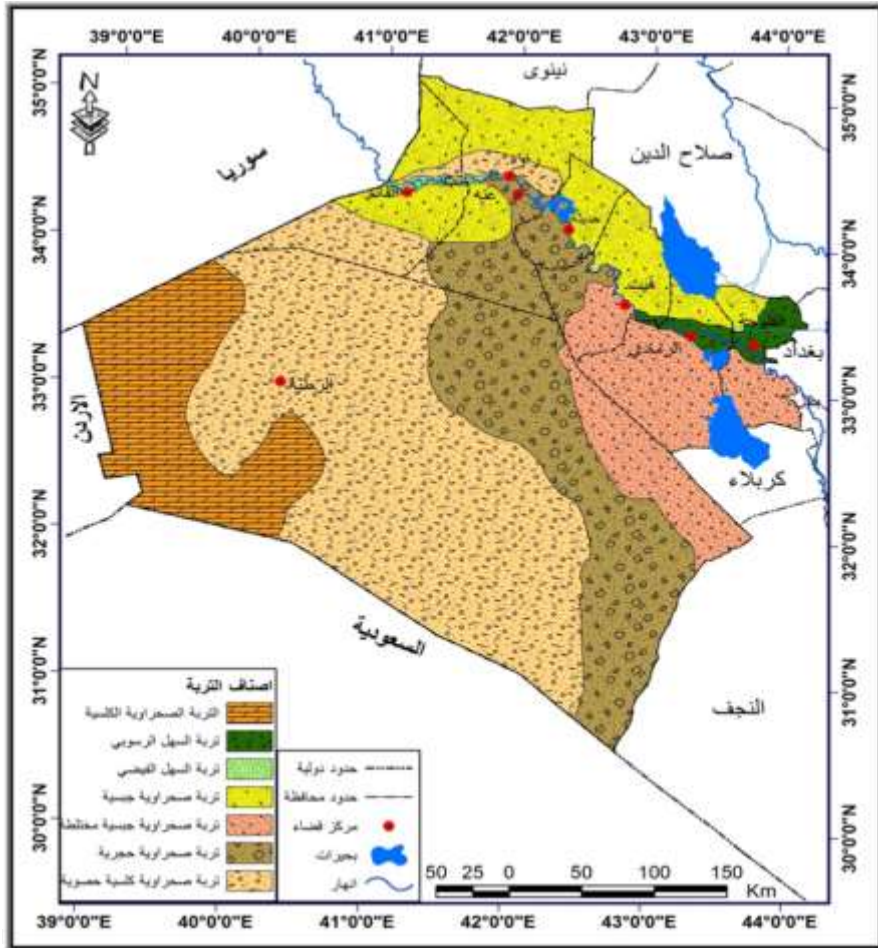 39°0'0"E 40°0'0"E 41°0'0"E 42°0'0"E 43°0'0"E 44°0'0"E
35°0'0"N
34°0'0"N
33°0'0"N
32°0'0"N
31°0'0"N
30°0'0"N
N
نينوى
صلاح الدين
سوريا
القائم
عنه
هيت
الرمادي
بغداد
الرطبة
الاردن
كربلاء
السعودية
النجف
اصناف التربة
التربة الصحراوية الكلسية
تربة السهل الرسوبي
تربة السهل الفيضي
تربة صحراوية جبسية
تربة صحراوية جبسية مختلطة
تربة صحراوية حجرية
تربة صحراوية كلسية حصوية
حدود دولية
حدود محافظة
مركز قضاء
بحيرات
انهار
50 25 0 50 100 150
Km
35°0'0"N
34°0'0"N
33°0'0"N
32°0'0"N
31°0'0"N
30°0'0"N
39°0'0"E 40°0'0"E 41°0'0"E 42°0'0"E 43°0'0"E 44°0'0"E